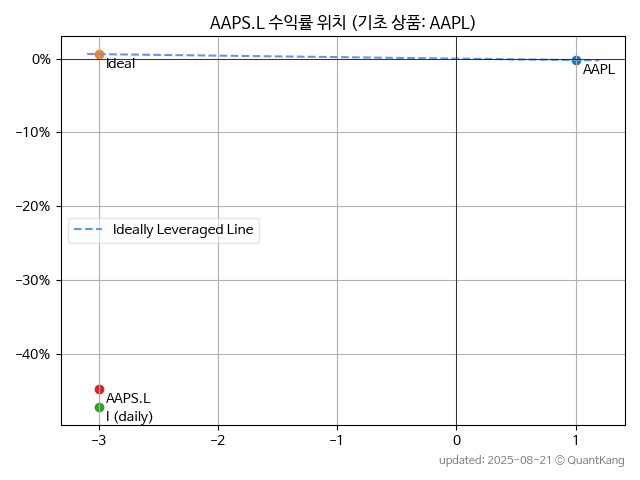 AAPS.L 수익률 위치 (기초 상품: AAPL)
0%
Ideal
AAPL
−10%
−20%
Ideally Leveraged Line
−30%
−40%
AAPS.L
I (daily)
−3
−2
−1
0
1
updated: 2025-08-21 © QuantKang